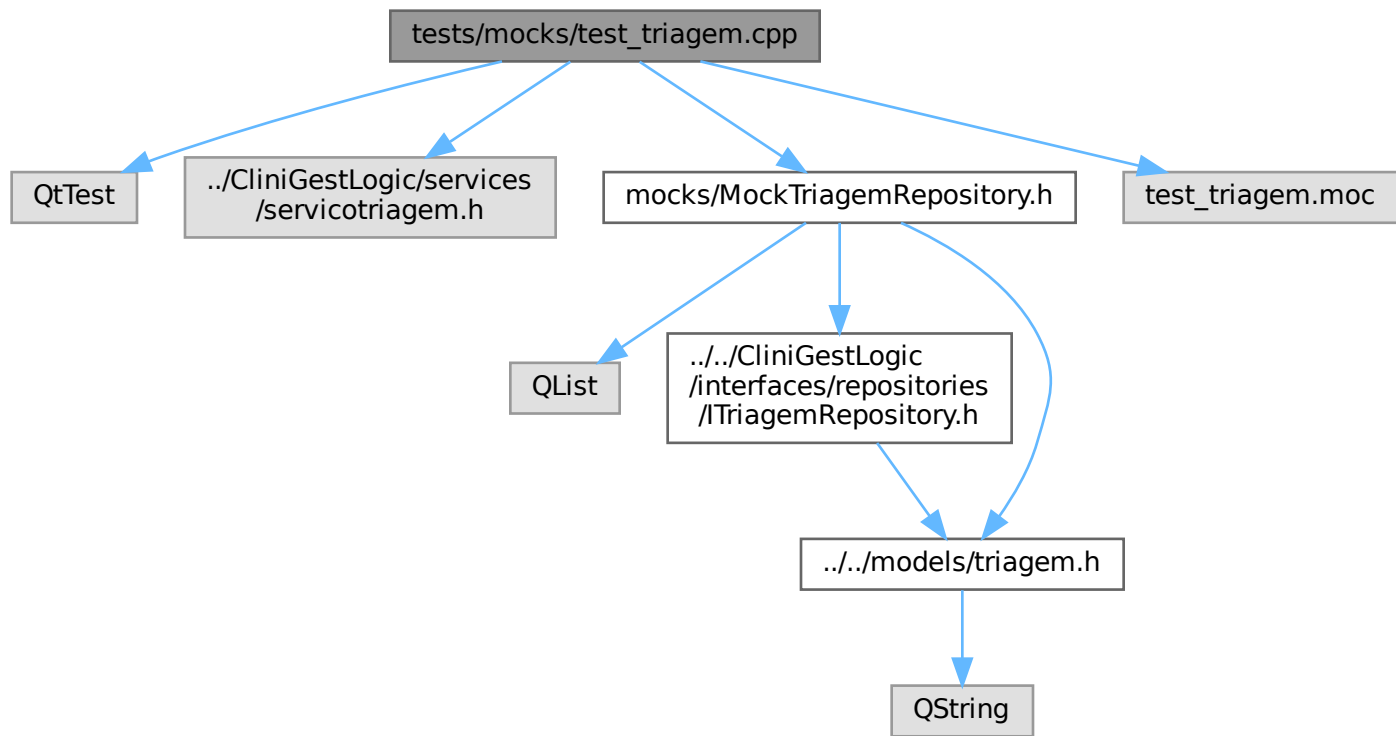 tests/mocks/test_triagem.cpp
QtTest
../CliniGestLogic/services
/servicotriagem.h
mocks/MockTriagemRepository.h
test_triagem.moc
QList
../../CliniGestLogic
/interfaces/repositories
/ITriagemRepository.h
../../models/triagem.h
QString